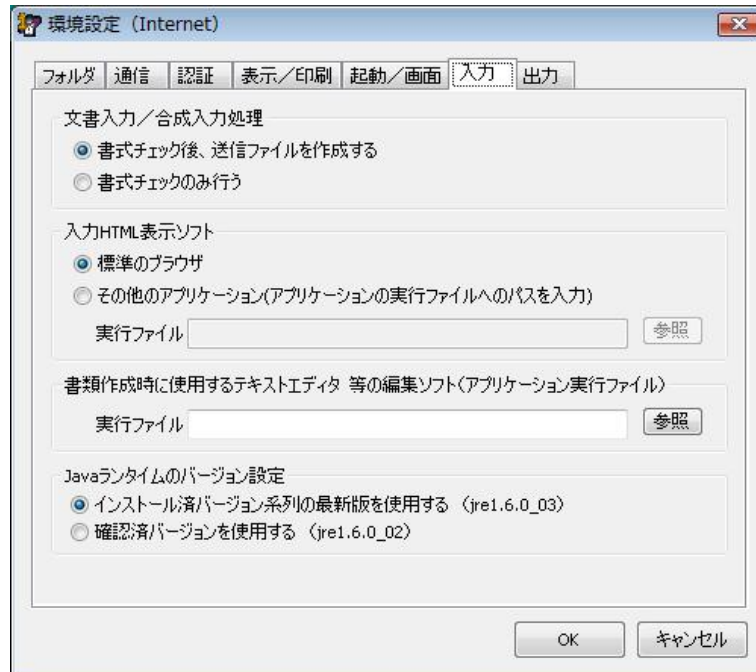 環境設定（Internet）
フォルダ 通信 認証 表示／印刷 起動／画面 入力 出力
文書入力／合成入力処理
書式チェック後、送信ファイルを作成する
書式チェックのみ行う
入力HTML表示ソフト
標準のブラウザ
その他のアプリケーション(アプリケーションの実行ファイルへのパスを入力)
実行ファイル 参照
書類作成時に使用するテキストエディタ 等の編集ソフト(アプリケーション実行ファイル)
実行ファイル 参照
Javaランタイムのバージョン設定
インストール済バージョン系列の最新版を使用する（jre1.6.0_03）
確認済バージョンを使用する（jre1.6.0_02）
OK キャンセル